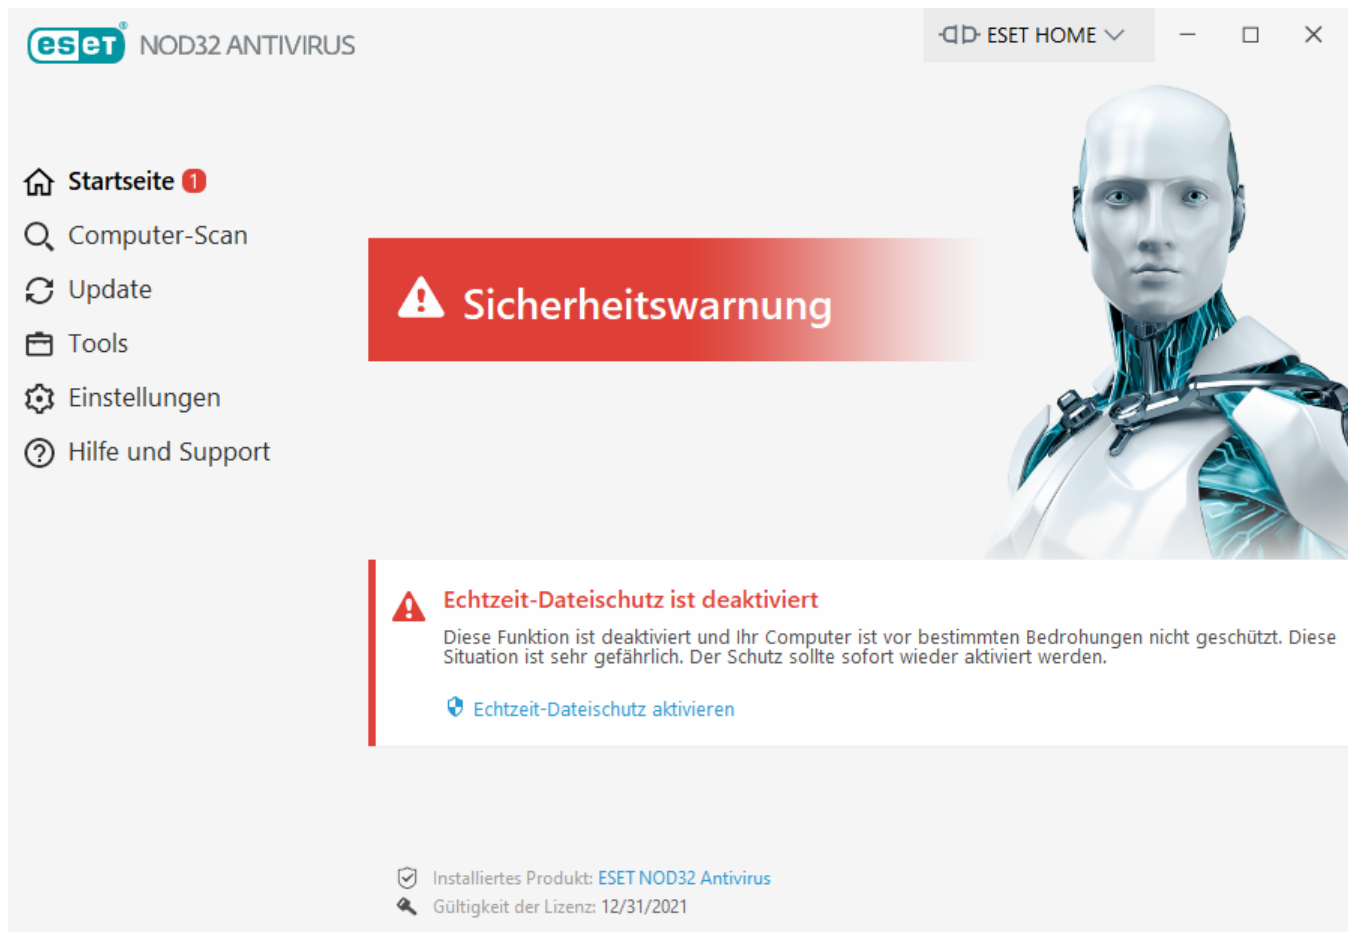 eset® NOD32 ANTIVIRUS
ESET HOME
Startseite 1
Computer-Scan
Update
Tools
Einstellungen
Hilfe und Support
Sicherheitswarnung
Echtzeit-Dateischutz ist deaktiviert
Diese Funktion ist deaktiviert und Ihr Computer ist vor bestimmten Bedrohungen nicht geschützt. Diese
Situation ist sehr gefährlich. Der Schutz sollte sofort wieder aktiviert werden.
Echtzeit-Dateischutz aktivieren
Installiertes Produkt: ESET NOD32 Antivirus
Gültigkeit der Lizenz: 12/31/2021